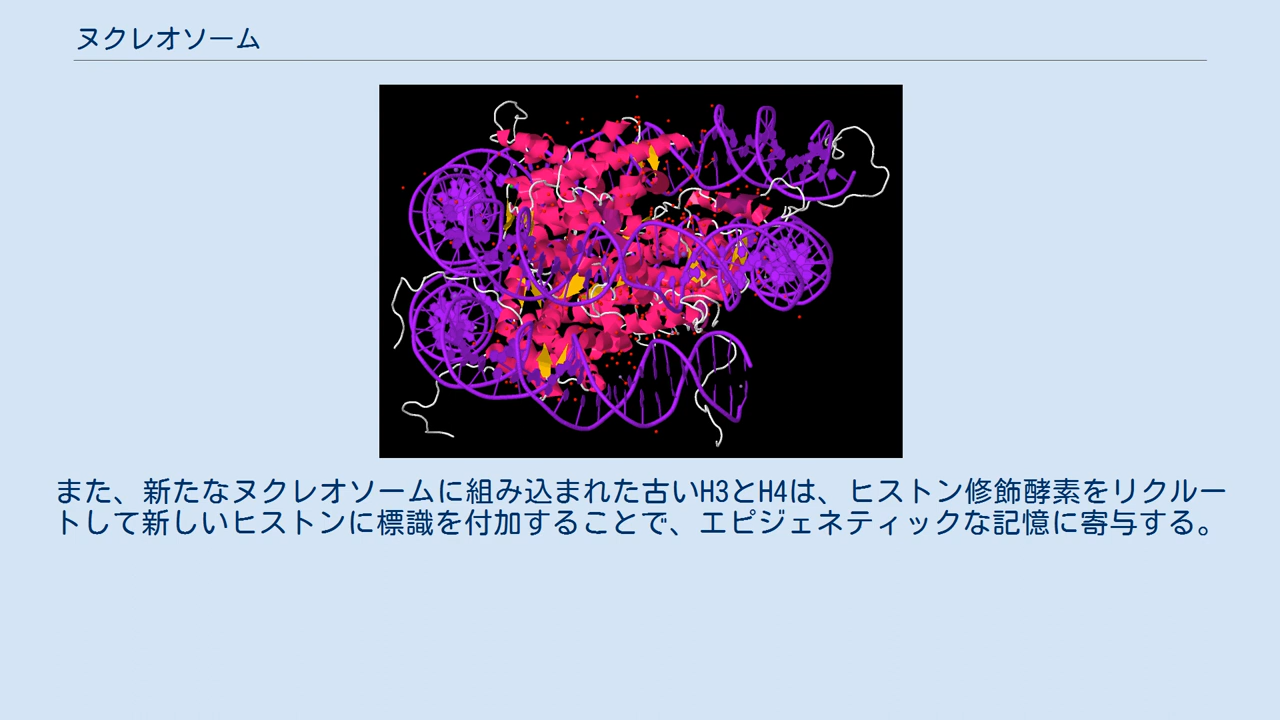 ヌクレオソーム
また、新たなヌクレオソームに組み込まれた古いH3とH4は、ヒストン修飾酵素をリクルー
トして新しいヒストンに標識を付加することで、エピジェネティックな記憶に寄与する。